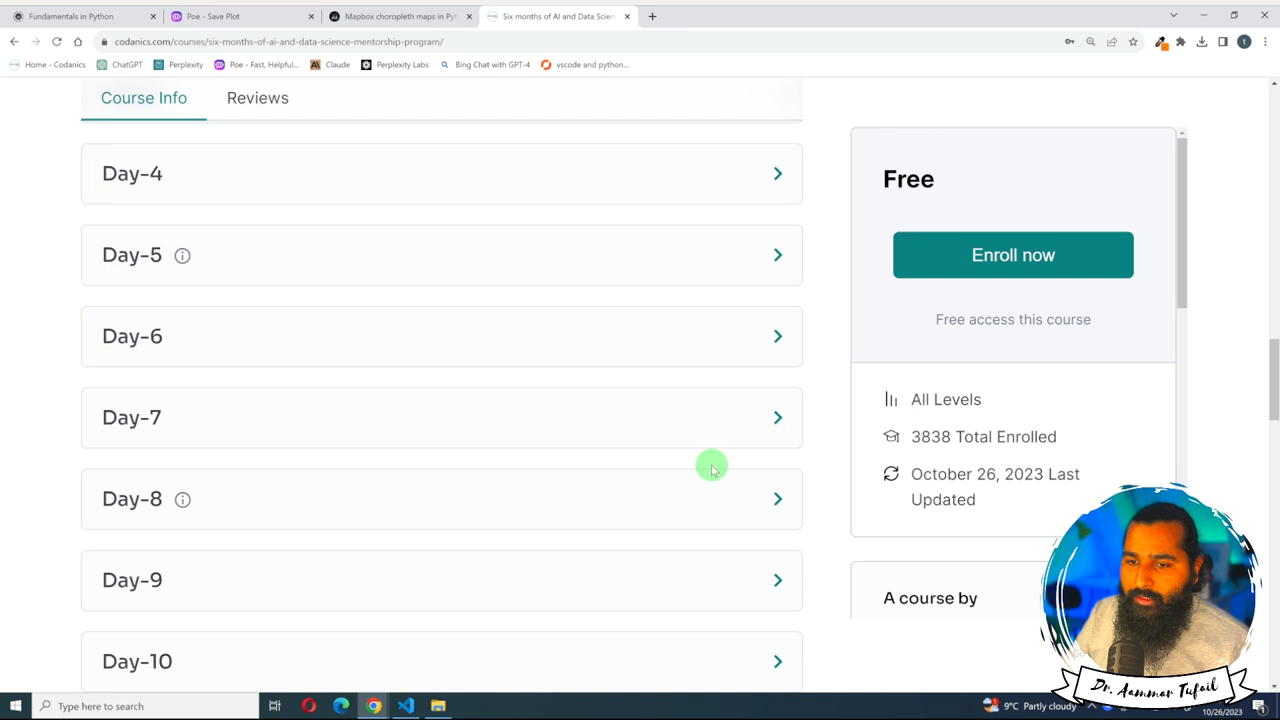 Fundamentals in Python
Poe - Save Plot
Mapbox choropleth maps in Pyt
Six months of AI and Data Scien
codanics.com/courses/six-months-of-ai-and-data-science-mentorship-program/
Home - Codanics
ChatGPT
Perplexity
Poe - Fast, Helpful...
Claude
Perplexity Labs
Bing Chat with GPT-4
vscode and python...
Course Info
Reviews
Day-4
Day-5
Day-6
Day-7
Day-8
Day-9
Day-10
Free
Enroll now
Free access this course
All Levels
3838 Total Enrolled
October 26, 2023 Last
Updated
A course by
Dr. Aammar Tufail
Type here to search
9°C Partly cloudy
10/26/2023